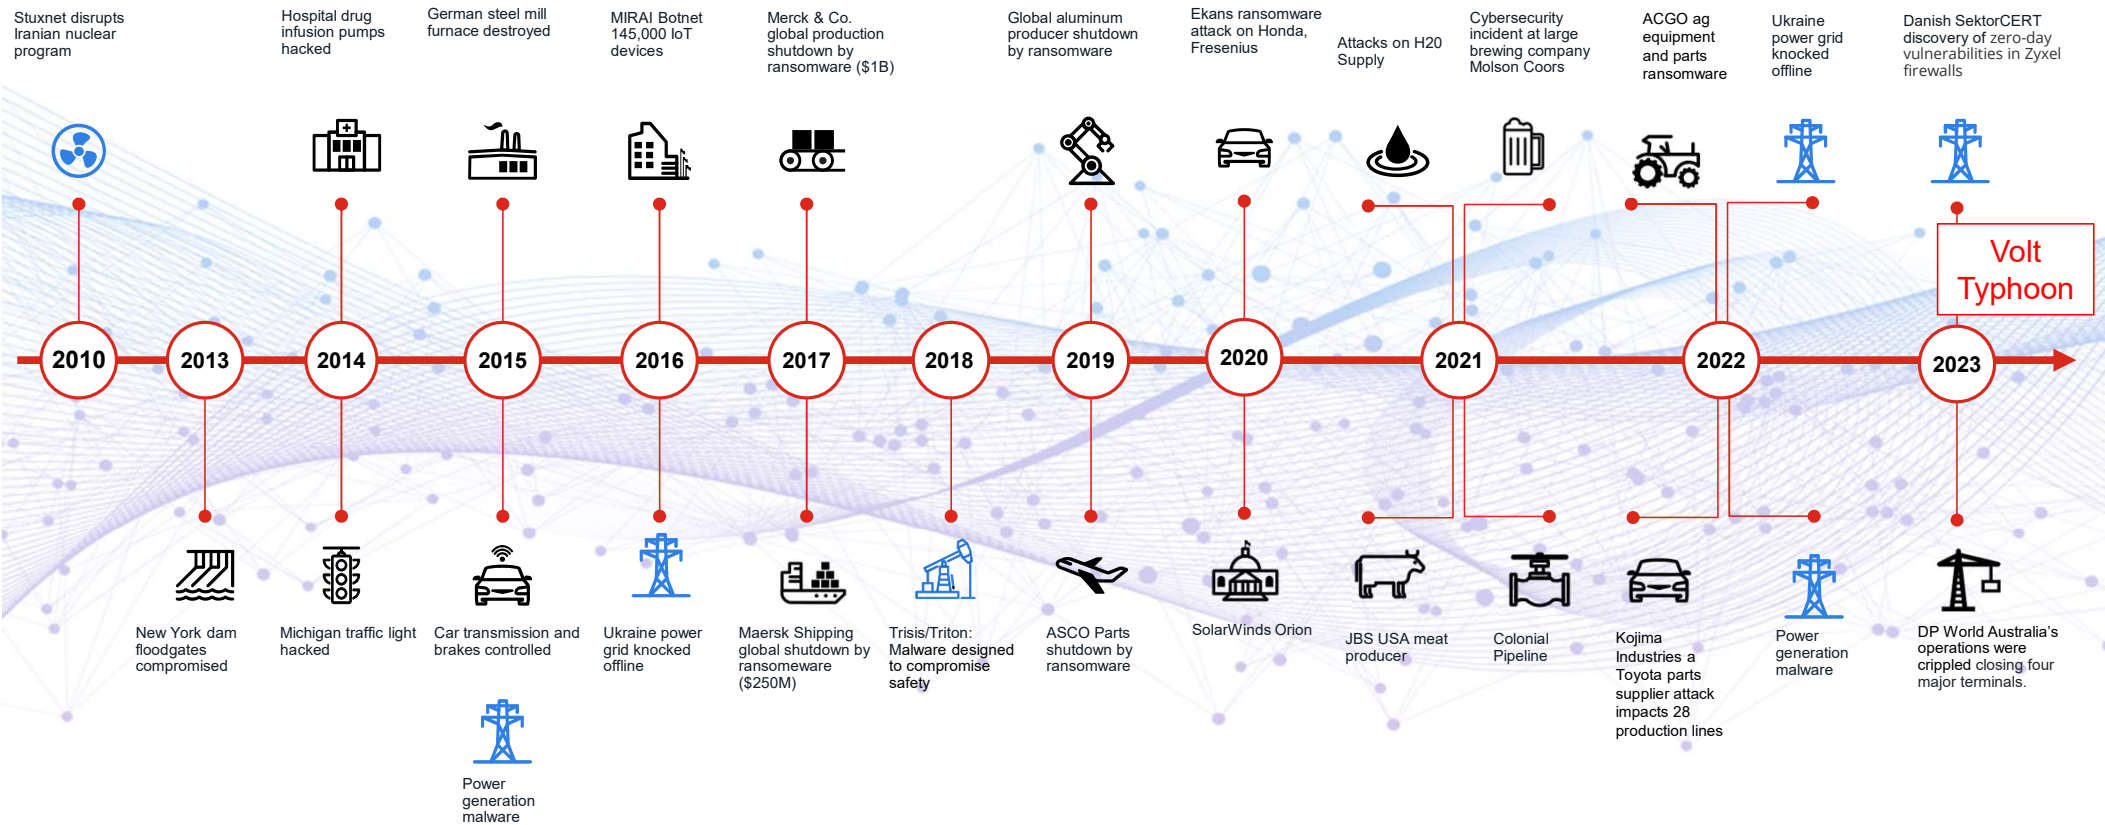 Stuxnet disrupts
Iranian nuclear
program
Hospital drug
infusion pumps
hacked
German steel mill
furnace destroyed
MIRAI Botnet
145,000 IoT
devices
Merck & Co.
global production
shutdown by
ransomware ($1B)
Global aluminum
producer shutdown
by ransomware
Ekans ransomware
attack on Honda,
Fresenius
Attacks on H20
Supply
Cybersecurity
incident at large
brewing company
Molson Coors
ACGO ag
equipment
and parts
ransomware
Ukraine
power grid
knocked
offline
Danish SektorCERT
discovery of zero-day
vulnerabilities in Zyxel
firewalls
Volt
Typhoon
2010
2013
2014
2015
2016
2017
2018
2019
2020
2021
2022
2023
New York dam
floodgates
compromised
Michigan traffic light
hacked
Car transmission and
brakes controlled
Power
generation
malware
Ukraine power
grid knocked
offline
Maersk Shipping
global shutdown by
ransomeware
($250M)
Trisis/Triton:
Malware designed
to compromise
safety
ASCO Parts
shutdown by
ransomware
SolarWinds Orion
JBS USA meat
producer
Colonial
Pipeline
Kojima
Industries a
Toyota parts
supplier attack
impacts 28
production lines
Power
generation
malware
DP World Australia’s
operations were
crippled closing four
major terminals.